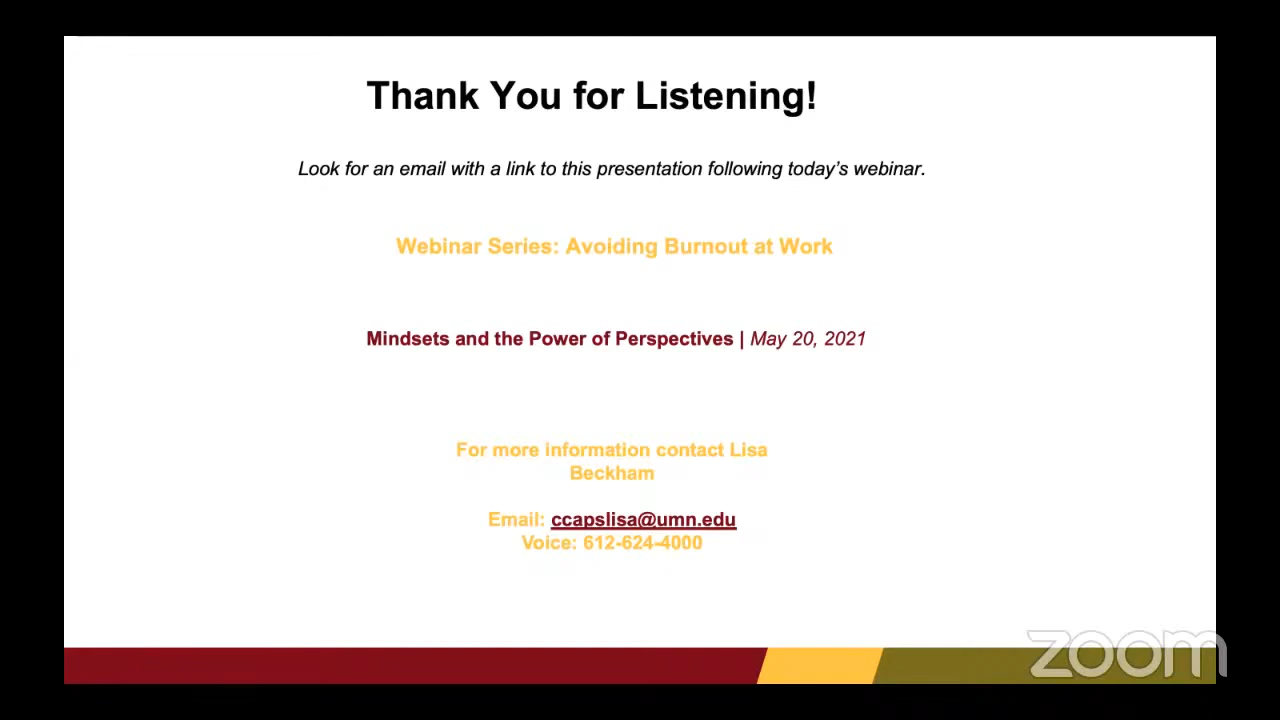 Thank You for Listening!
Look for an email with a link to this presentation following today’s webinar.
Webinar Series: Avoiding Burnout at Work
Mindsets and the Power of Perspectives | May 20, 2021
For more information contact Lisa
Beckham
Email: ccapslisa@umn.edu
Voice: 612-624-4000
zoom